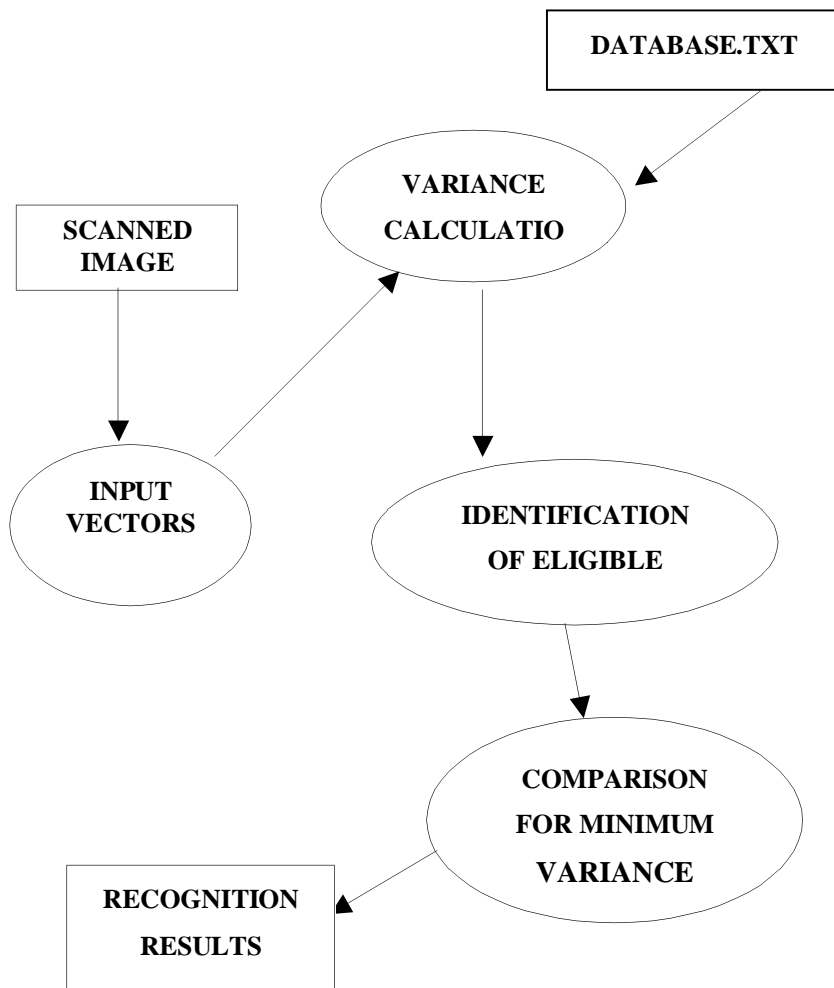 DATABASE.TXT
VARIANCE
CALCULATIO
SCANNED
IMAGE
INPUT
VECTORS
IDENTIFICATION
OF ELIGIBLE
COMPARISON
FOR MINIMUM
VARIANCE
RECOGNITION
RESULTS